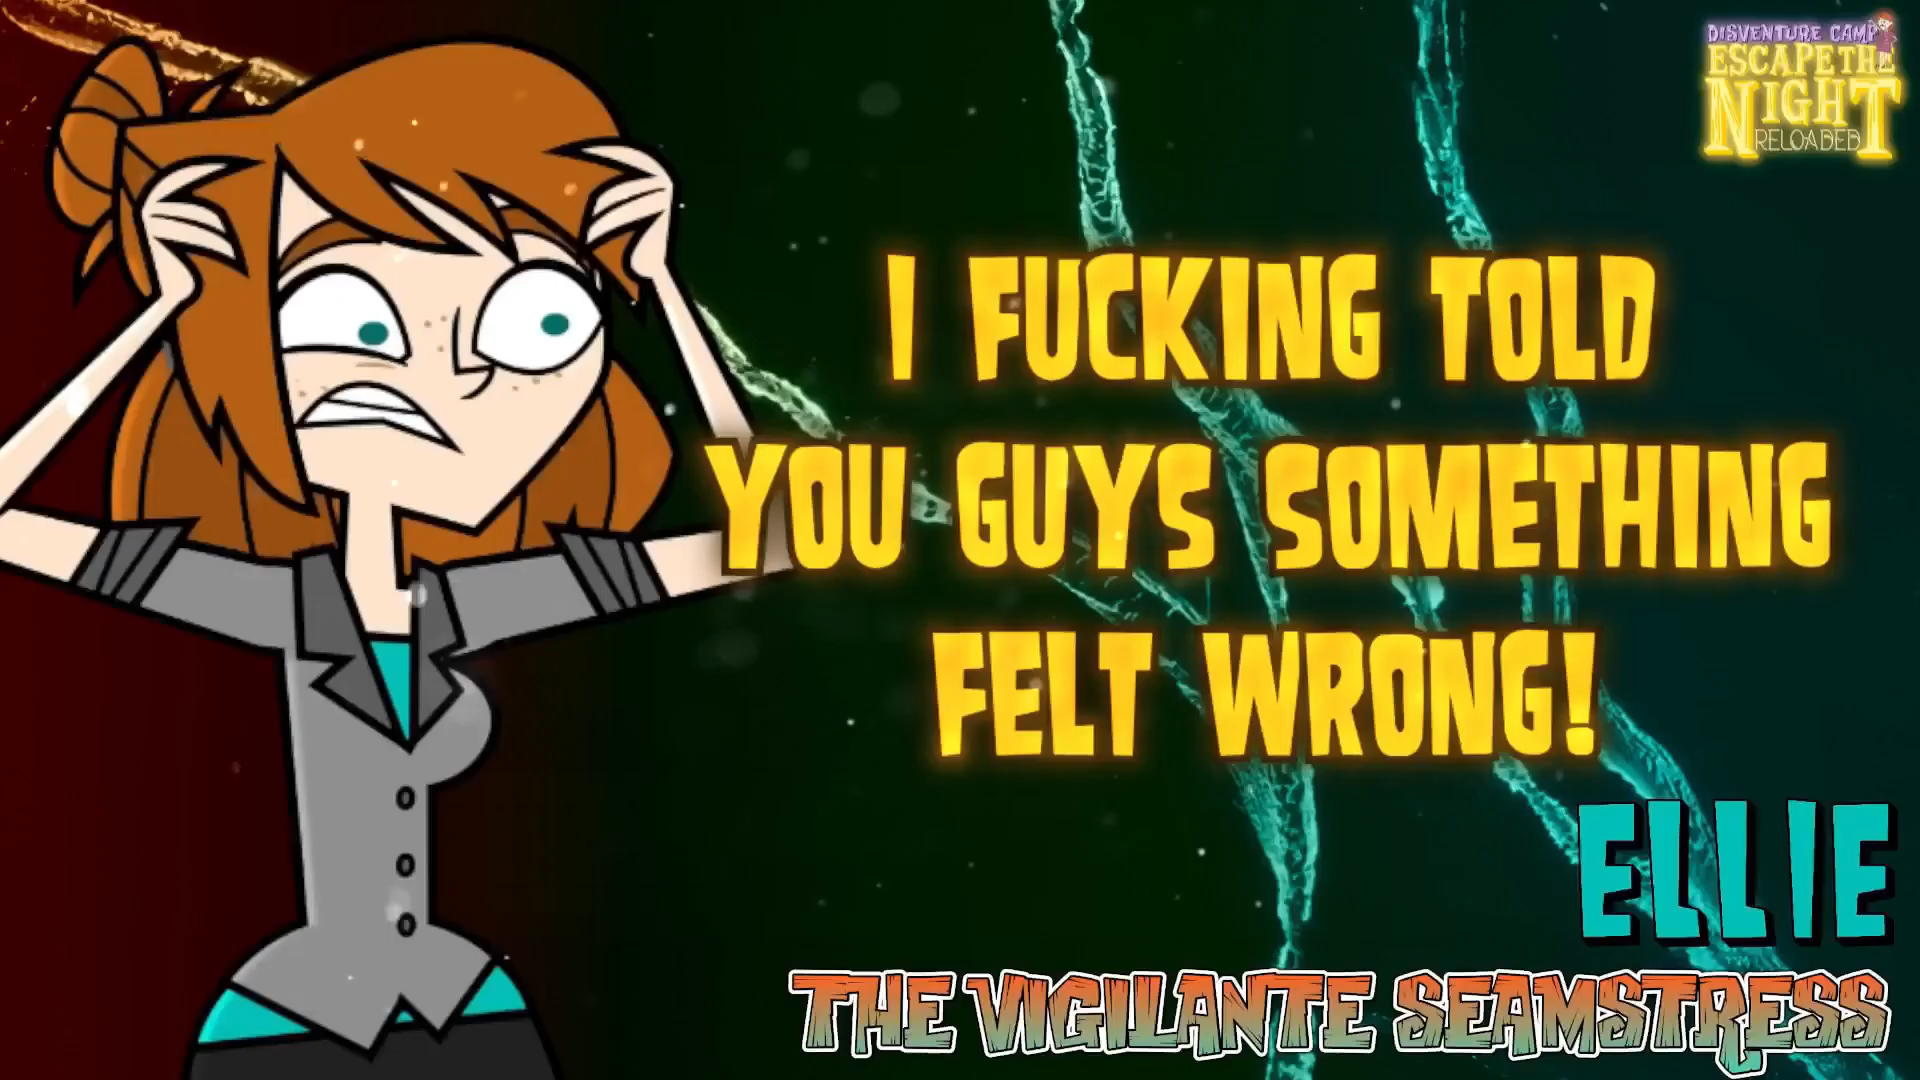 DISVENTURE CAMP
ESCAPE THE
NIGHT
RELOADED
I FUCKING TOLD
YOU GUYS SOMETHING
FELT WRONG!
ELLIE
THE VIGILANTE SEAMSTRESS